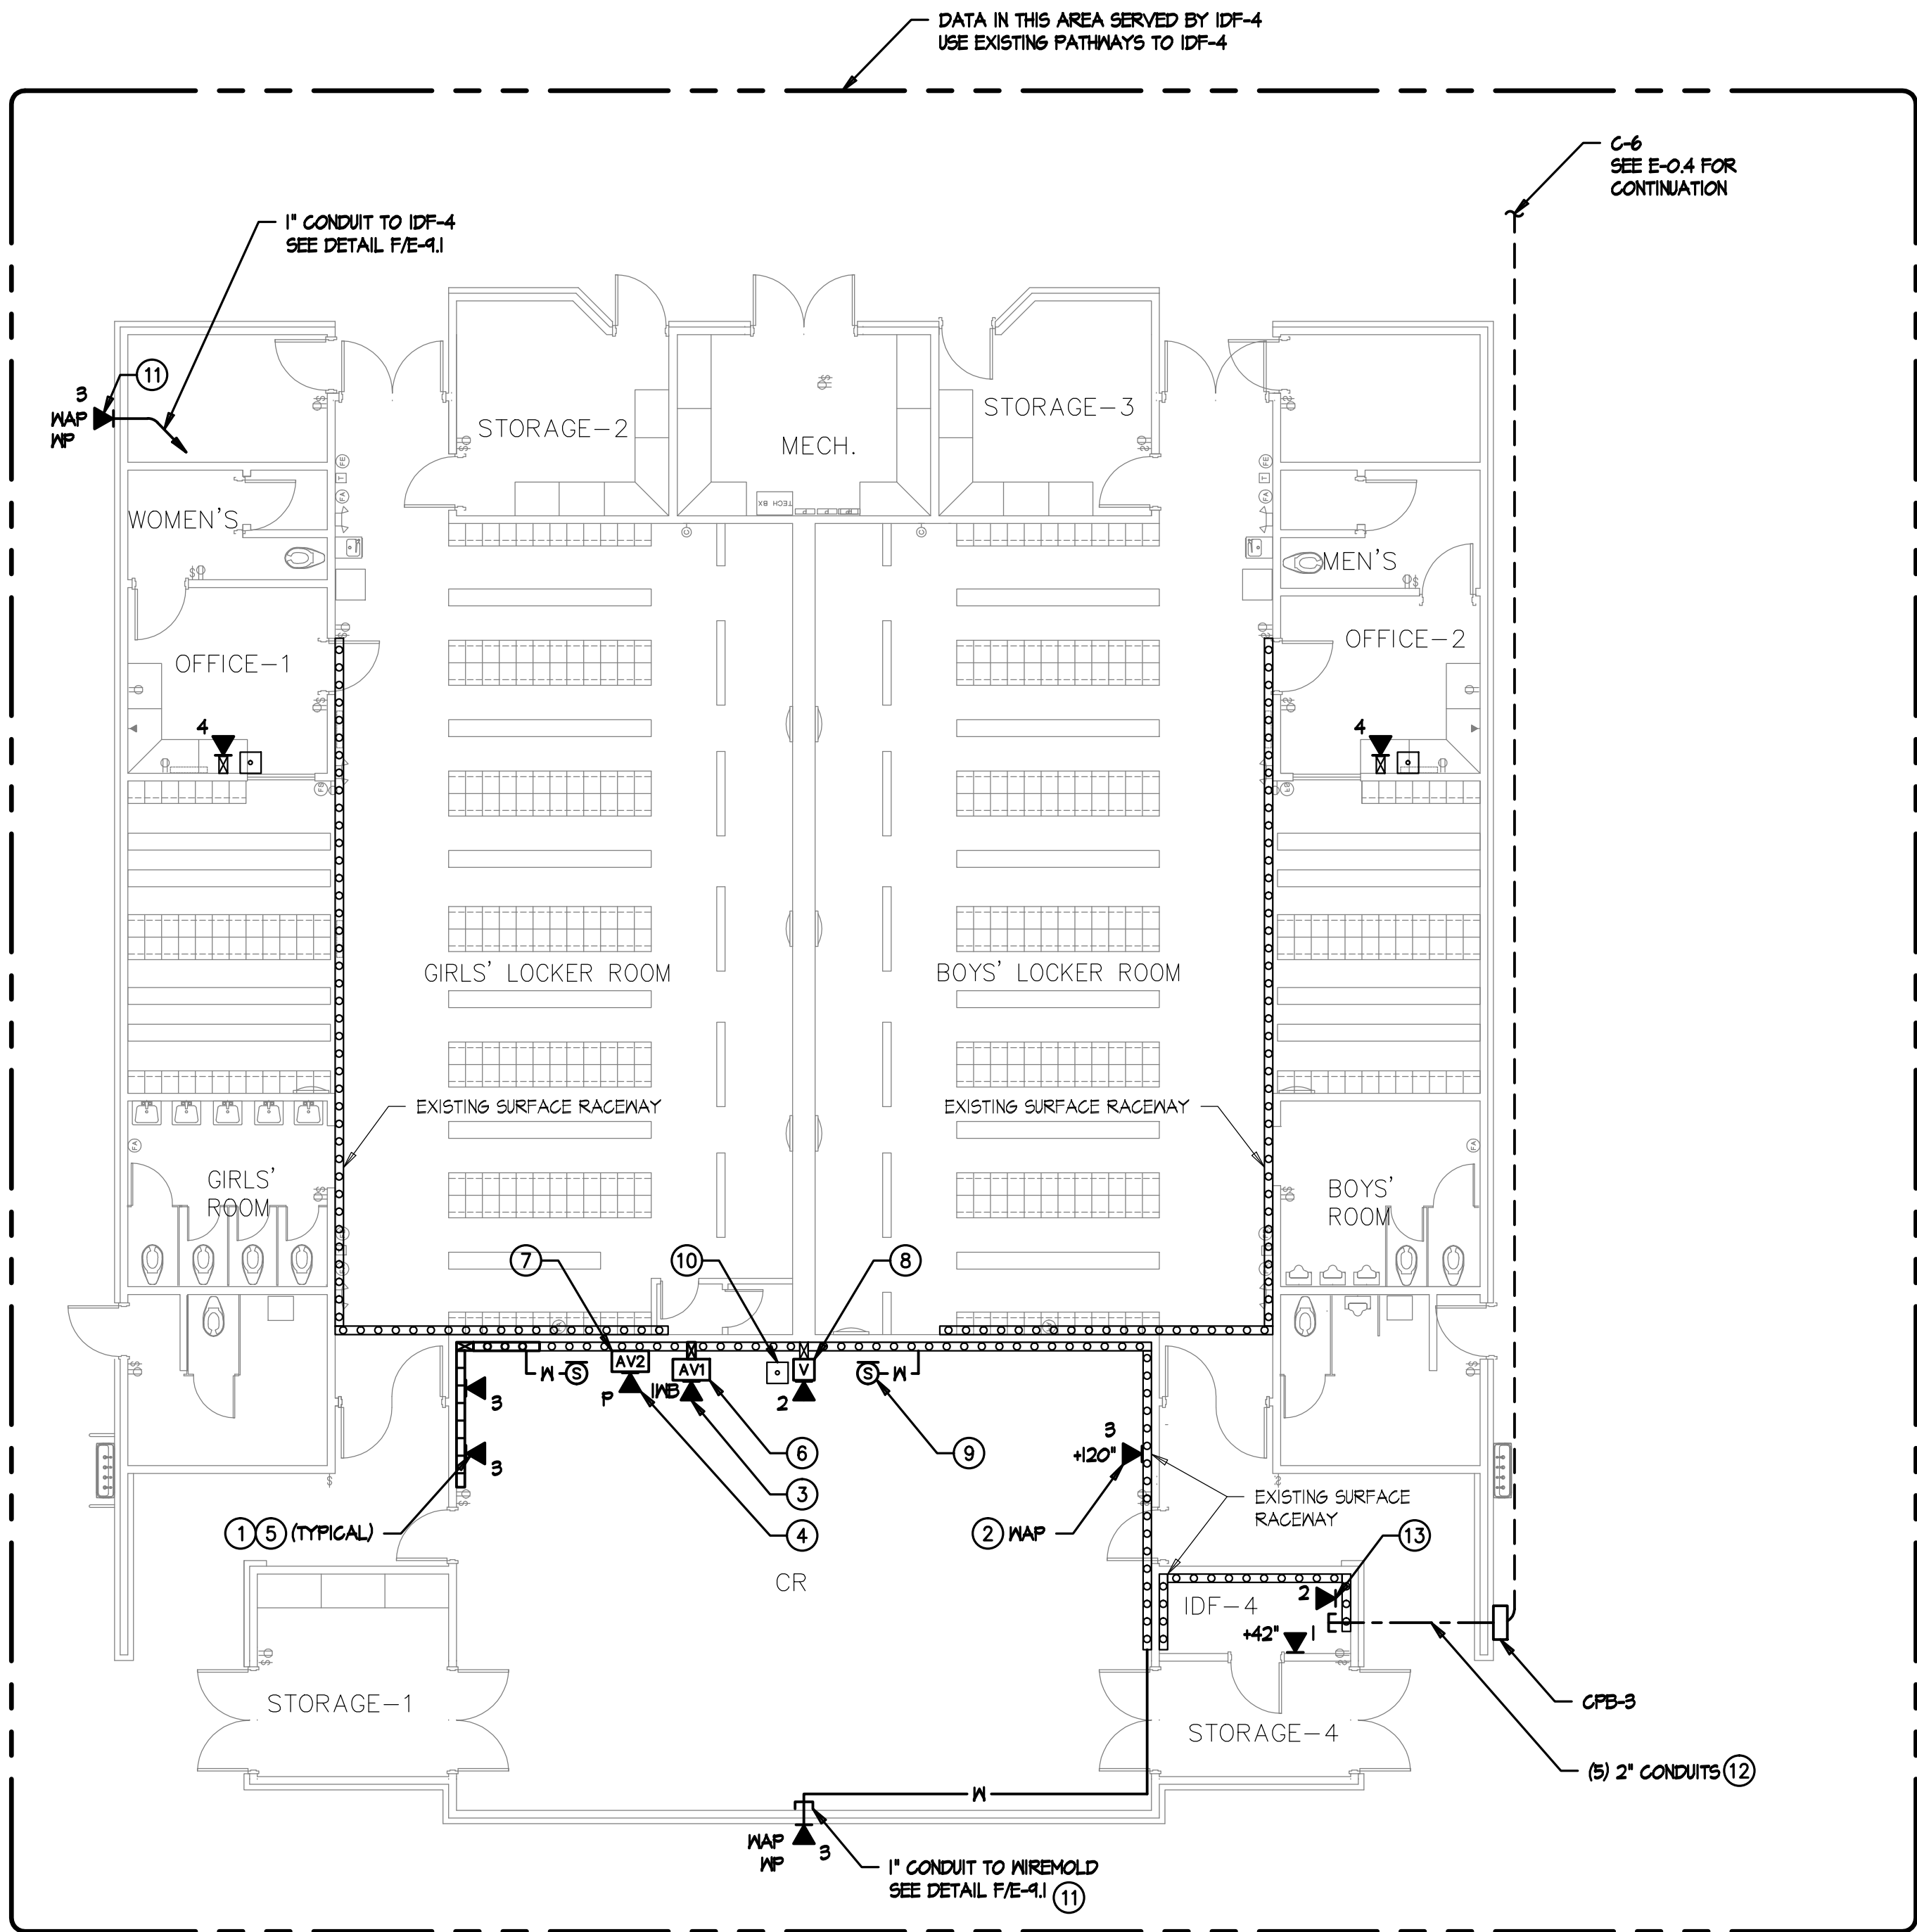 DATA IN THIS AREA SERVED BY IDF-4
USE EXISTING PATHWAYS TO IDF-4
C-6
SEE E-0.4 FOR
CONTINUATION
1" CONDUIT TO IDF-4
SEE DETAIL F/E-9.1
11
3
WAP
WP
STORAGE-2
MECH.
STORAGE-3
TECH BX
WOMEN'S
MEN'S
OFFICE-1
OFFICE-2
4
4
GIRLS' LOCKER ROOM
BOYS' LOCKER ROOM
EXISTING SURFACE RACEWAY
EXISTING SURFACE RACEWAY
GIRLS'
ROOM
BOYS'
ROOM
7
10
8
W
S
AV2
AV1
V
S
W
P
IWB
2
3
3
6
9
3
4
3
+120"
1 5 (TYPICAL)
2 WAP
EXISTING SURFACE
RACEWAY
13
CR
IDF-4
2
+42"
1
STORAGE-1
STORAGE-4
CPB-3
(5) 2" CONDUITS 12
W
WAP
WP
3
1" CONDUIT TO WIREMOLD
SEE DETAIL F/E-9.1 11